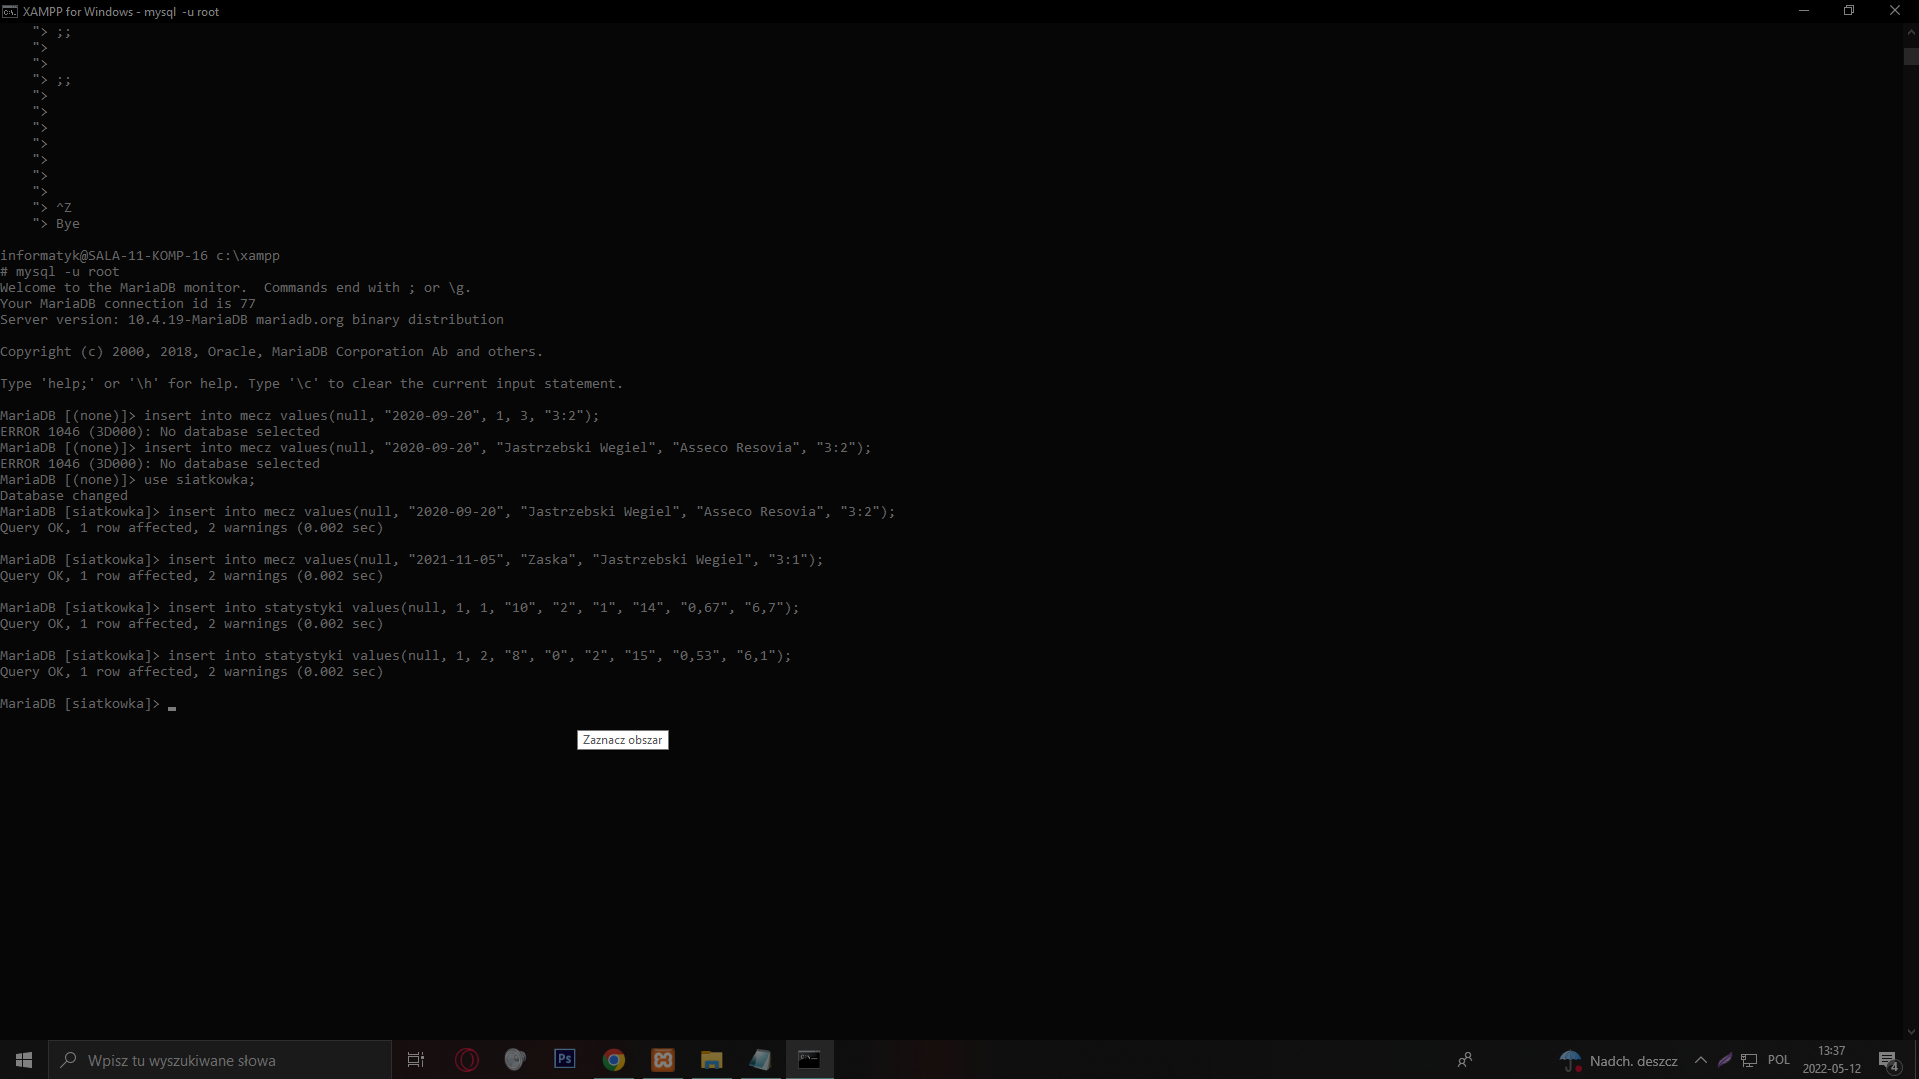 XAMPP for Windows - mysql  -u root
    "> ;;
    ">
    ">
    "> ;;
    ">
    ">
    ">
    ">
    ">
    ">
    ">
    "> ^Z
    "> Bye
informatyk@SALA-11-KOMP-16 c:\xampp
# mysql -u root
Welcome to the MariaDB monitor.  Commands end with ; or \g.
Your MariaDB connection id is 77
Server version: 10.4.19-MariaDB mariadb.org binary distribution
Copyright (c) 2000, 2018, Oracle, MariaDB Corporation Ab and others.
Type 'help;' or '\h' for help. Type '\c' to clear the current input statement.
MariaDB [(none)]> insert into mecz values(null, "2020-09-20", 1, 3, "3:2");
ERROR 1046 (3D000): No database selected
MariaDB [(none)]> insert into mecz values(null, "2020-09-20", "Jastrzebski Wegiel", "Asseco Resovia", "3:2");
ERROR 1046 (3D000): No database selected
MariaDB [(none)]> use siatkowka;
Database changed
MariaDB [siatkowka]> insert into mecz values(null, "2020-09-20", "Jastrzebski Wegiel", "Asseco Resovia", "3:2");
Query OK, 1 row affected, 2 warnings (0.002 sec)
MariaDB [siatkowka]> insert into mecz values(null, "2021-11-05", "Zaska", "Jastrzebski Wegiel", "3:1");
Query OK, 1 row affected, 2 warnings (0.002 sec)
MariaDB [siatkowka]> insert into statystyki values(null, 1, 1, "10", "2", "1", "14", "0,67", "6,7");
Query OK, 1 row affected, 2 warnings (0.002 sec)
MariaDB [siatkowka]> insert into statystyki values(null, 1, 2, "8", "0", "2", "15", "0,53", "6,1");
Query OK, 1 row affected, 2 warnings (0.002 sec)
MariaDB [siatkowka]> _
Zaznacz obszar
Wpisz tu wyszukiwane słowa
Ps
Nadch. deszcz
POL
13:37
2022-05-12
4